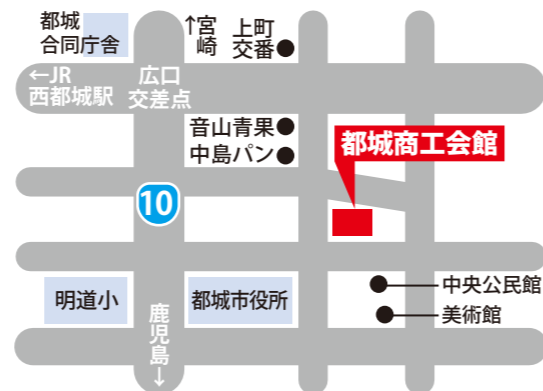 都城
合同庁舎
↑宮崎
上町
交番
←JR
西都城駅
広口
交差点
音山青果
中島パン
都城商工会館
10
明道小
都城市役所
鹿児島↓
中央公民館
美術館